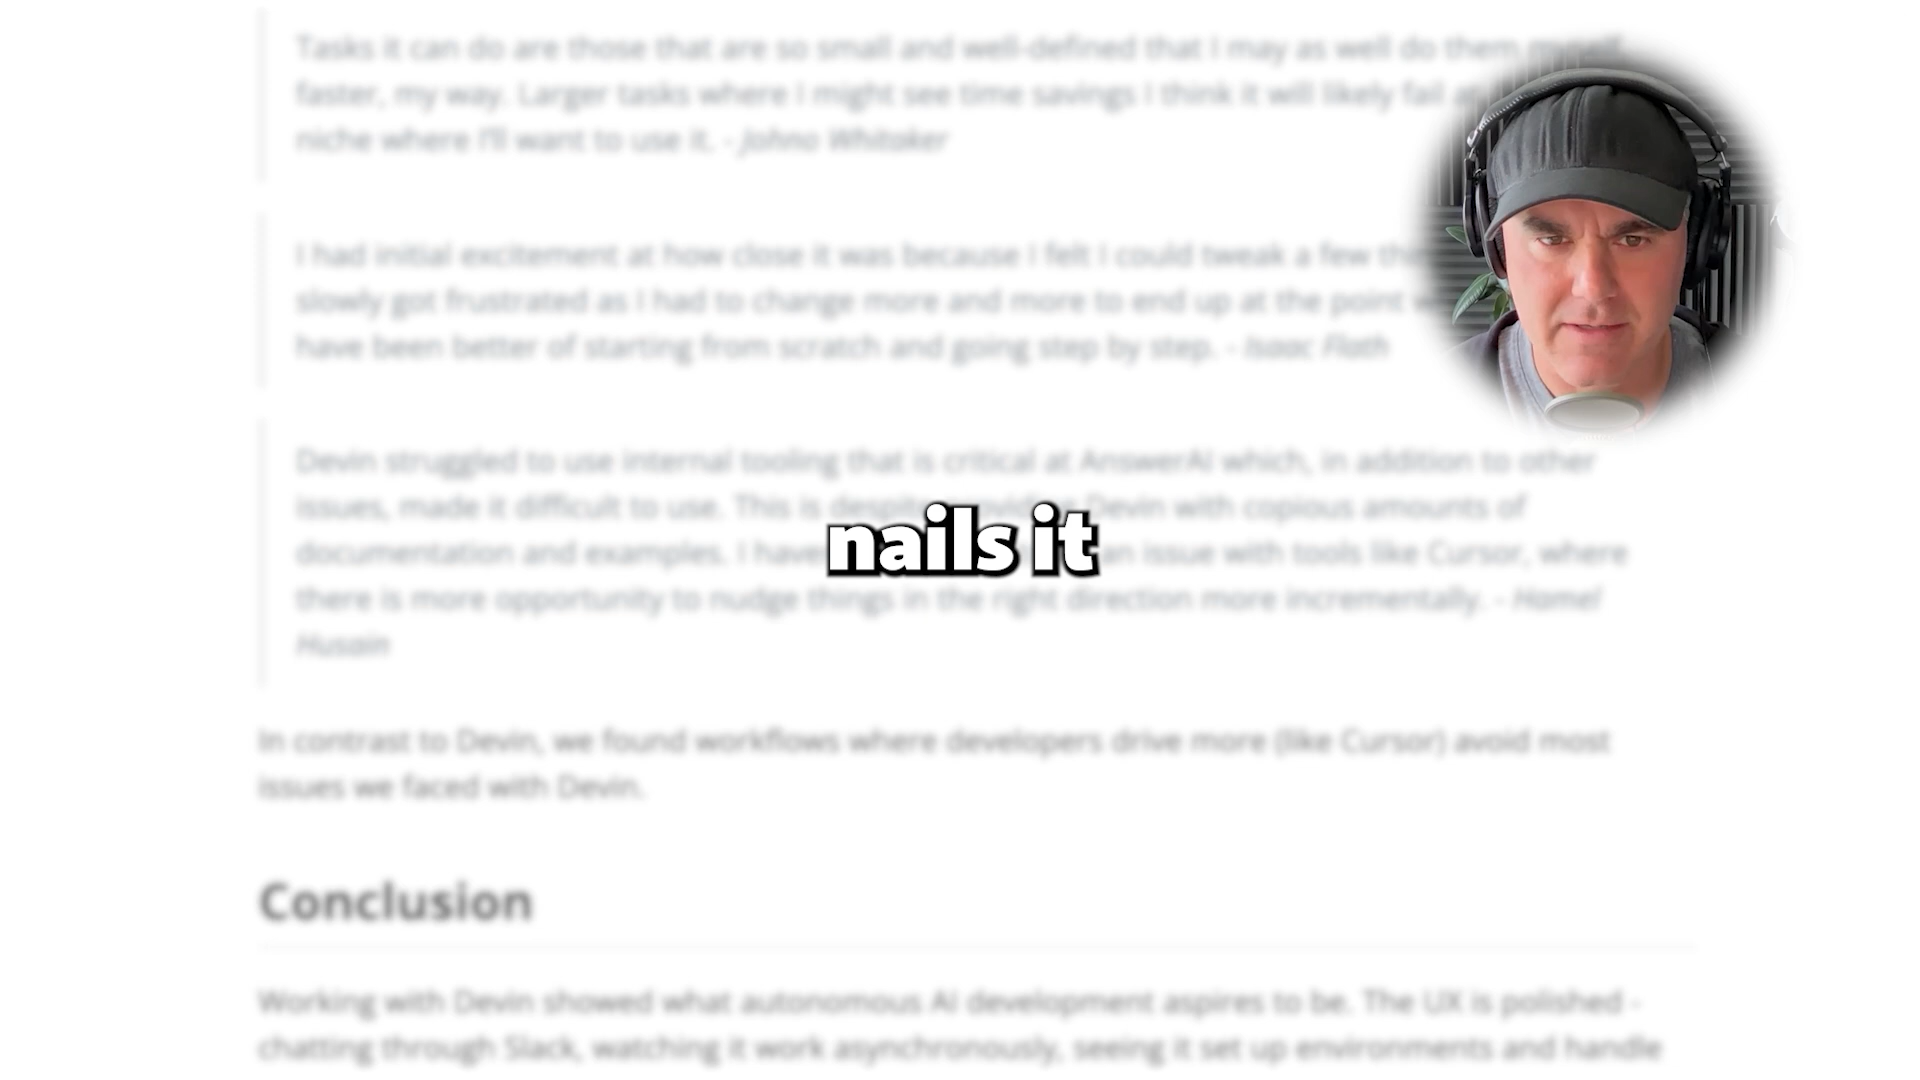 Tasks it can do are those that are so small and well-defined that I may as well do them myself,
faster, my way. Larger tasks where I might see time savings I think it will likely fail
niche where I'll want to use it. - Johno Whitaker
I had initial excitement at how close it was because I felt I could tweak a few
slowly got frustrated as I had to change more and more to end up at the point
have been better of starting from scratch and going step by step. - Isaac Flath
Devin struggled to use internal tooling that is critical at AnswerAI which, in addition to other
issues, made it difficult to use. This is despite providing Devin with copious amounts of
documentation and examples. I have an issue with tools like Cursor, where
nails it
there is more opportunity to nudge things in the right direction more incrementally. - Hamel
Husain
In contrast to Devin, we found workflows where developers drive more (like Cursor) avoid most
issues we faced with Devin.
Conclusion
Working with Devin showed what autonomous AI development aspires to be. The UX is polished -
chatting through Slack, watching it work asynchronously, seeing it set up environments and handle